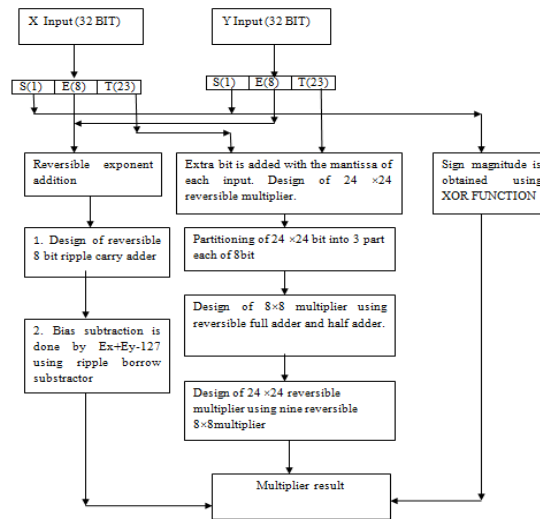 X Input (32 BIT)
Y Input (32 BIT)
S(1) E(8) T(23)
S(1) E(8) T(23)
Reversible exponent
addition
Extra bit is added with the mantissa of
each input. Design of 24 ×24
reversible multiplier.
Sign magnitude is
obtained using
XOR FUNCTION
1. Design of reversible
8 bit ripple carry adder
Partitioning of 24 ×24 bit into 3 part
each of 8bit
Design of 8×8 multiplier using
reversible full adder and half adder.
2. Bias subtraction is
done by Ex+Ey-127
using ripple borrow
substractor
Design of 24 ×24 reversible
multiplier using nine reversible
8×8multiplier
Multiplier result